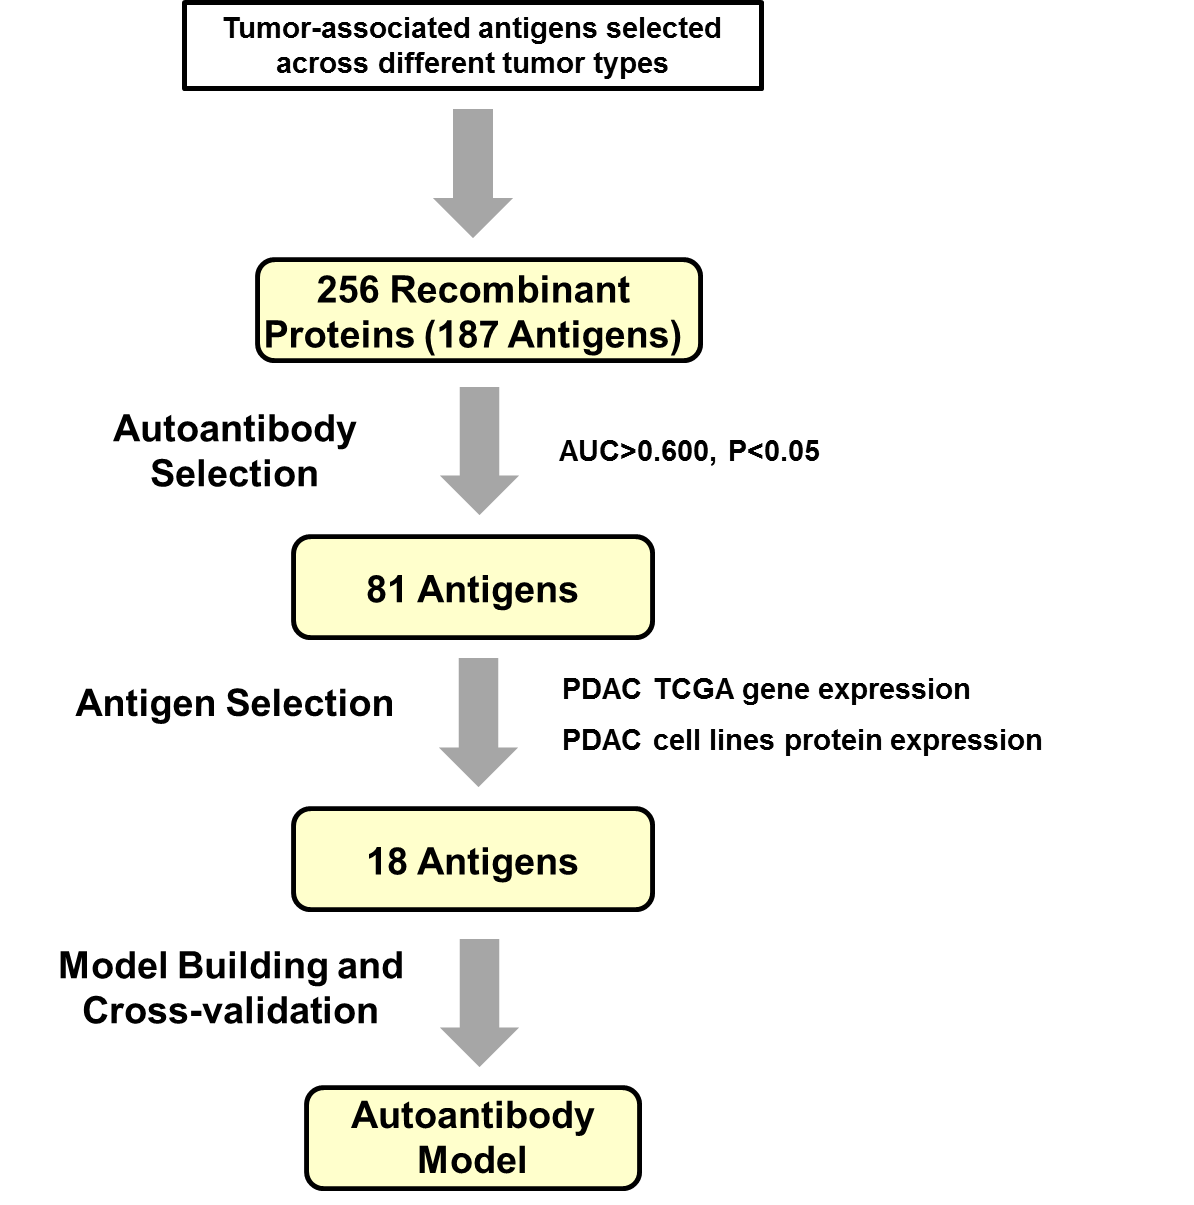 Tumor-associated antigens selected
across different tumor types
256 Recombinant
Proteins (187 Antigens)
Autoantibody
Selection
AUC>0.600, P<0.05
81 Antigens
Antigen Selection
PDAC TCGA gene expression
PDAC cell lines protein expression
18 Antigens
Model Building and
Cross-validation
Autoantibody
Model